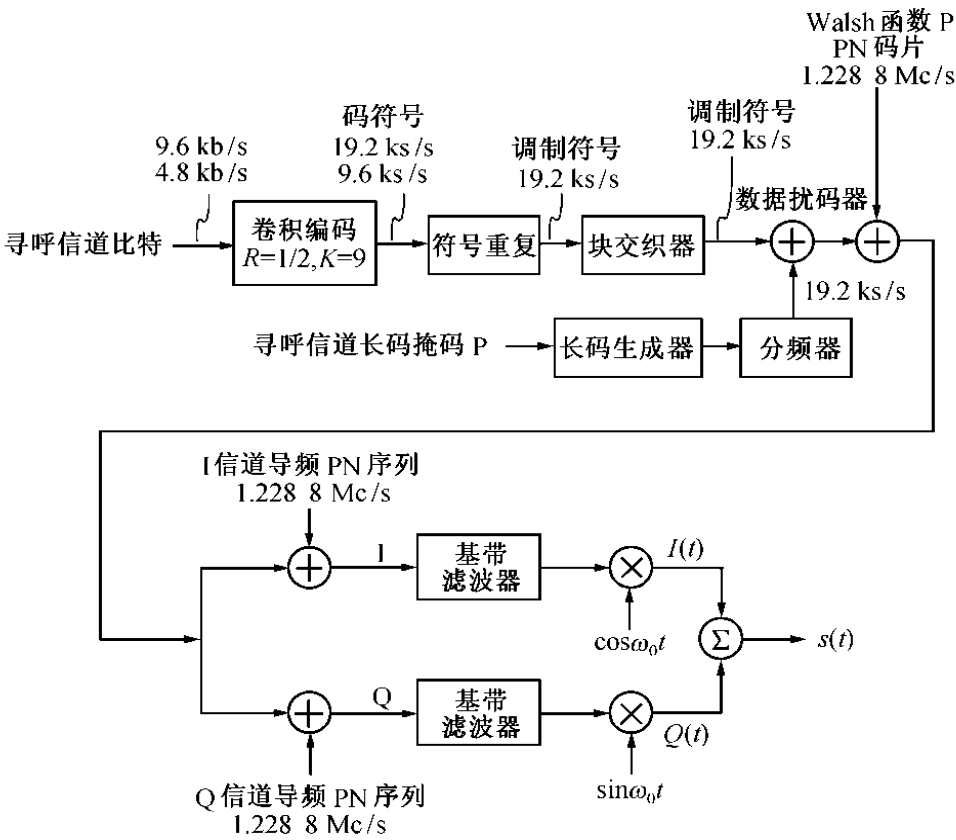 Walsh 函数 P
PN 码片
1.228 8 Mc/s
码符号
19.2 ks/s
9.6 ks/s
9.6 kb/s
4.8 kb/s
调制符号
19.2 ks/s
调制符号
19.2 ks/s
数据扰码器
寻呼信道比特
卷积编码
R=1/2,K=9
符号重复
块交织器
19.2 ks/s
寻呼信道长码掩码 P
长码生成器
分频器
I信道导频 PN 序列
1.228 8 Mc/s
I
基带
滤波器
I(t)
cosω₀t
Σ
s(t)
Q
基带
滤波器
Q(t)
sinω₀t
Q 信道导频 PN 序列
1.228 8 Mc/s